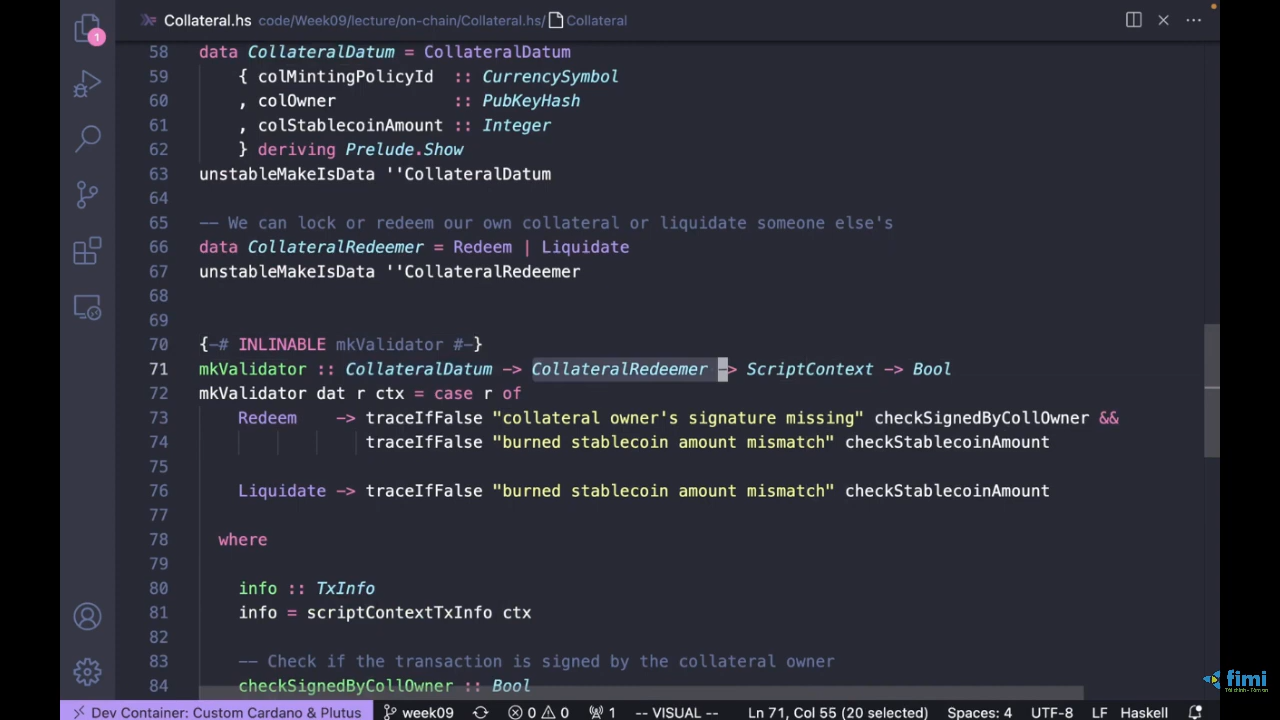 Collateral.hs code/Week09/lecture/on-chain/Collateral.hs/ Collateral
1
58 data CollateralDatum = CollateralDatum
59 { colMintingPolicyId :: CurrencySymbol
60 , colOwner :: PubKeyHash
61 , colStablecoinAmount :: Integer
62 } deriving Prelude.Show
63 unstableMakeIsData ''CollateralDatum
64
65 -- We can lock or redeem our own collateral or liquidate someone else's
66 data CollateralRedeemer = Redeem | Liquidate
67 unstableMakeIsData ''CollateralRedeemer
68
69
70 {-# INLINABLE mkValidator #-}
71 mkValidator :: CollateralDatum -> CollateralRedeemer -> ScriptContext -> Bool
72 mkValidator dat r ctx = case r of
73 Redeem -> traceIfFalse "collateral owner's signature missing" checkSignedByCollOwner &&
74 traceIfFalse "burned stablecoin amount mismatch" checkStablecoinAmount
75
76 Liquidate -> traceIfFalse "burned stablecoin amount mismatch" checkStablecoinAmount
77
78 where
79
80 info :: TxInfo
81 info = scriptContextTxInfo ctx
82
83 -- Check if the transaction is signed by the collateral owner
84 checkSignedByCollOwner :: Bool
fimi
Tài chính - Tóm gọn
Dev Container: Custom Cardano & Plutus week09 0 0 1 -- VISUAL -- Ln 71, Col 55 (20 selected) Spaces: 4 UTF-8 LF Haskell